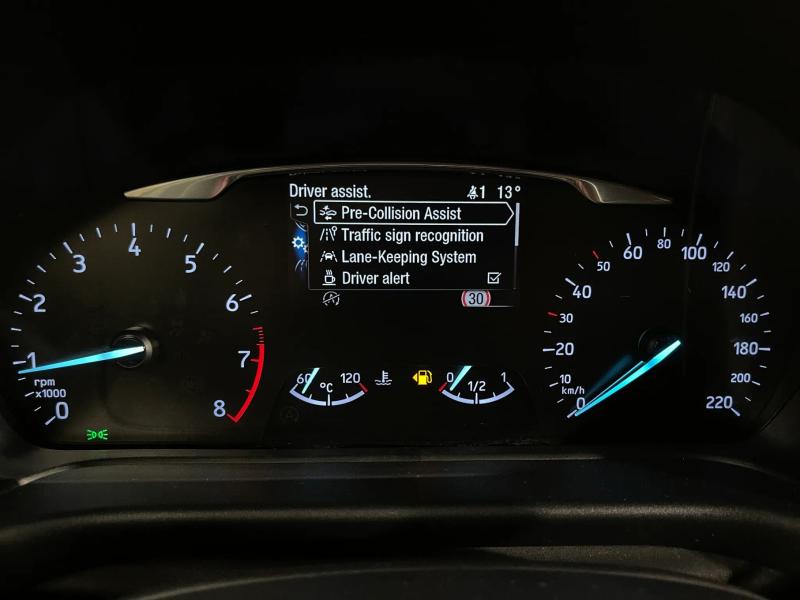 Driver assist. 1 13°
Pre-Collision Assist
Traffic sign recognition
Lane-Keeping System
Driver alert
30
0 1 2 3 4 5 6 7 8
rpm
x1000
60 °C 120
0 1/2 1
0 10 20 30 40 50 60 80 100 120 140 160 180 200 220
km/h